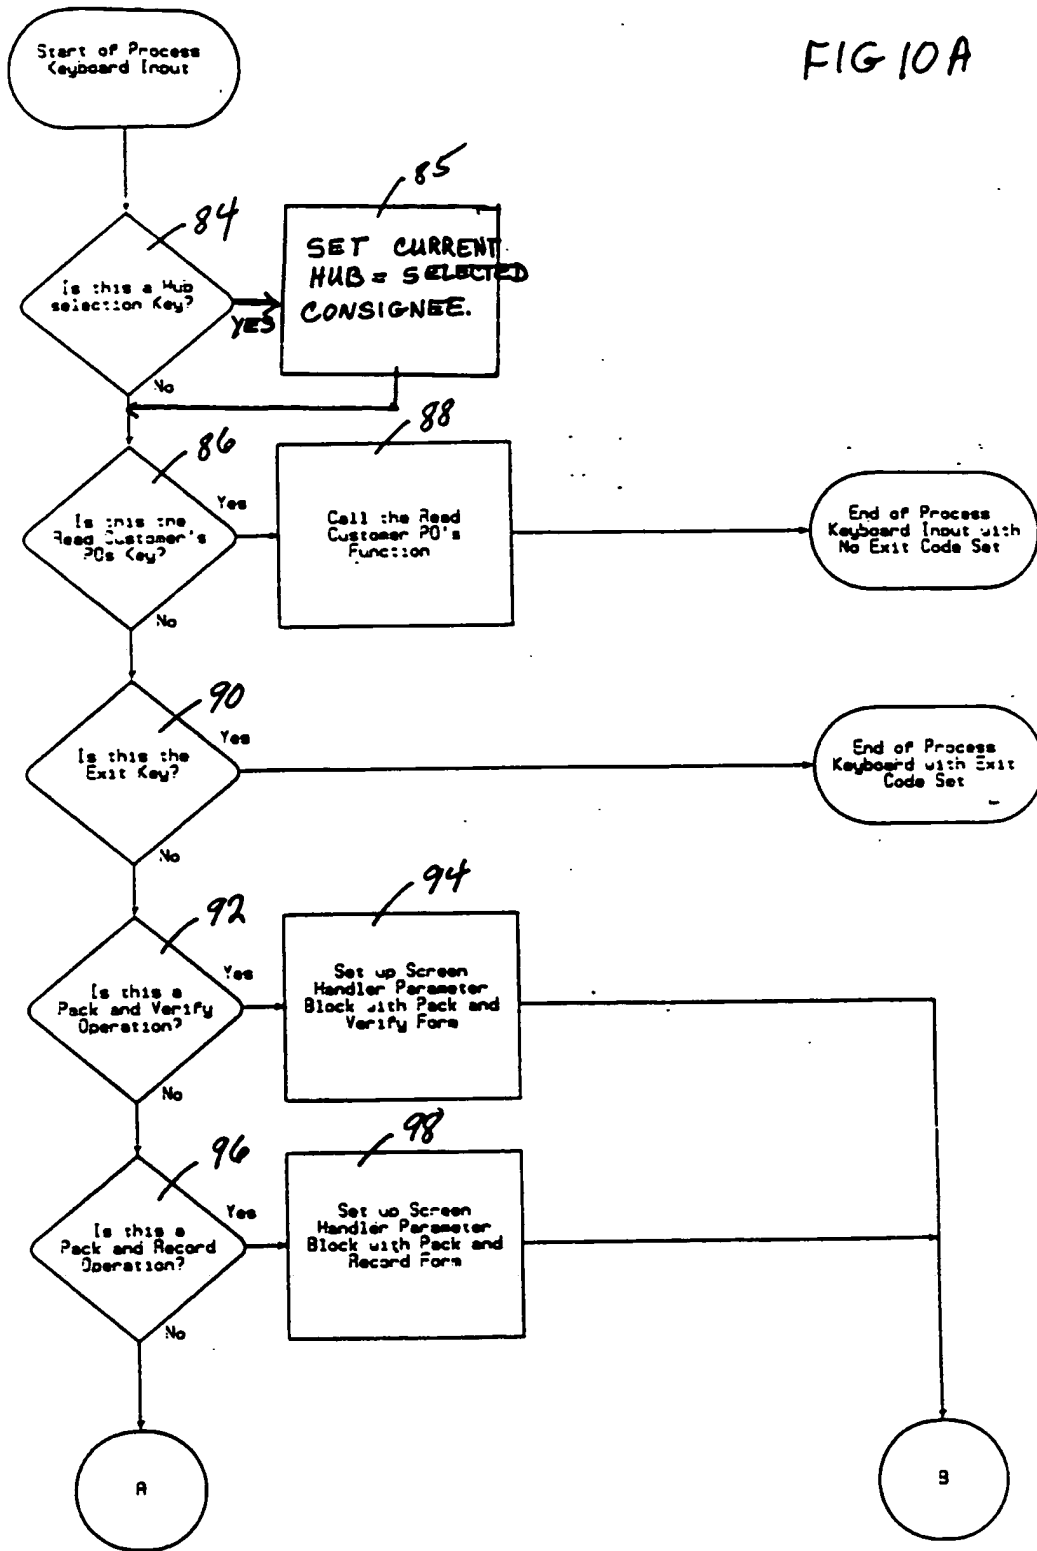 FIG 10A
Start of Process
Keyboard Input
84
Is this a Hub
selection Key?
YES
No
85
SET CURRENT
HUB = SELECTED
CONSIGNEE.
86
Is this the
Read Customer's
POs Key?
Yes
No
88
Call the Read
Customer PO's
Function
End of Process
Keyboard Input with
No Exit Code Set
90
Is this the
Exit Key?
Yes
No
End of Process
Keyboard with Exit
Code Set
92
Is this a
Pack and Verify
Operation?
Yes
No
94
Set up Screen
Handler Parameter
Block with Pack and
Verify Form
96
Is this a
Pack and Record
Operation?
Yes
No
98
Set up Screen
Handler Parameter
Block with Pack and
Record Form
A
B